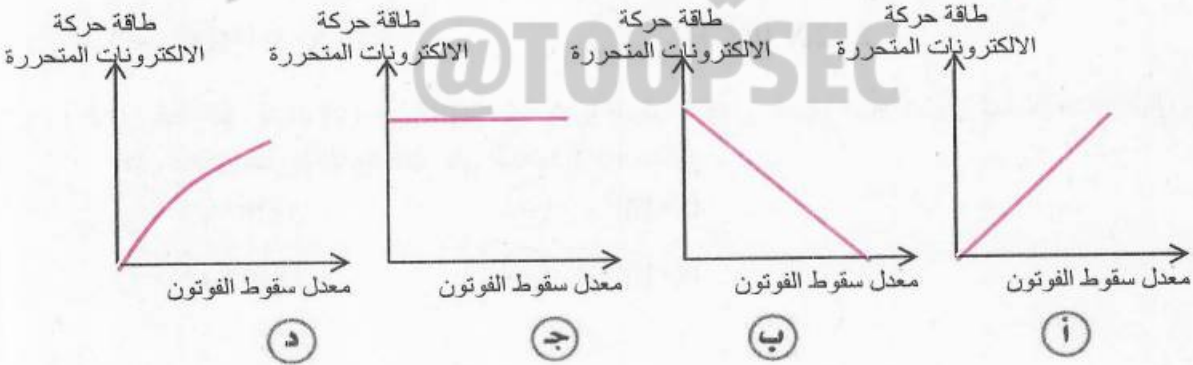 @TOOPSEC
طاقة حركة
الالكترونات المتحررة
معدل سقوط الفوتون
أ
طاقة حركة
الالكترونات المتحررة
معدل سقوط الفوتون
ب
طاقة حركة
الالكترونات المتحررة
معدل سقوط الفوتون
جـ
طاقة حركة
الالكترونات المتحررة
معدل سقوط الفوتون
د